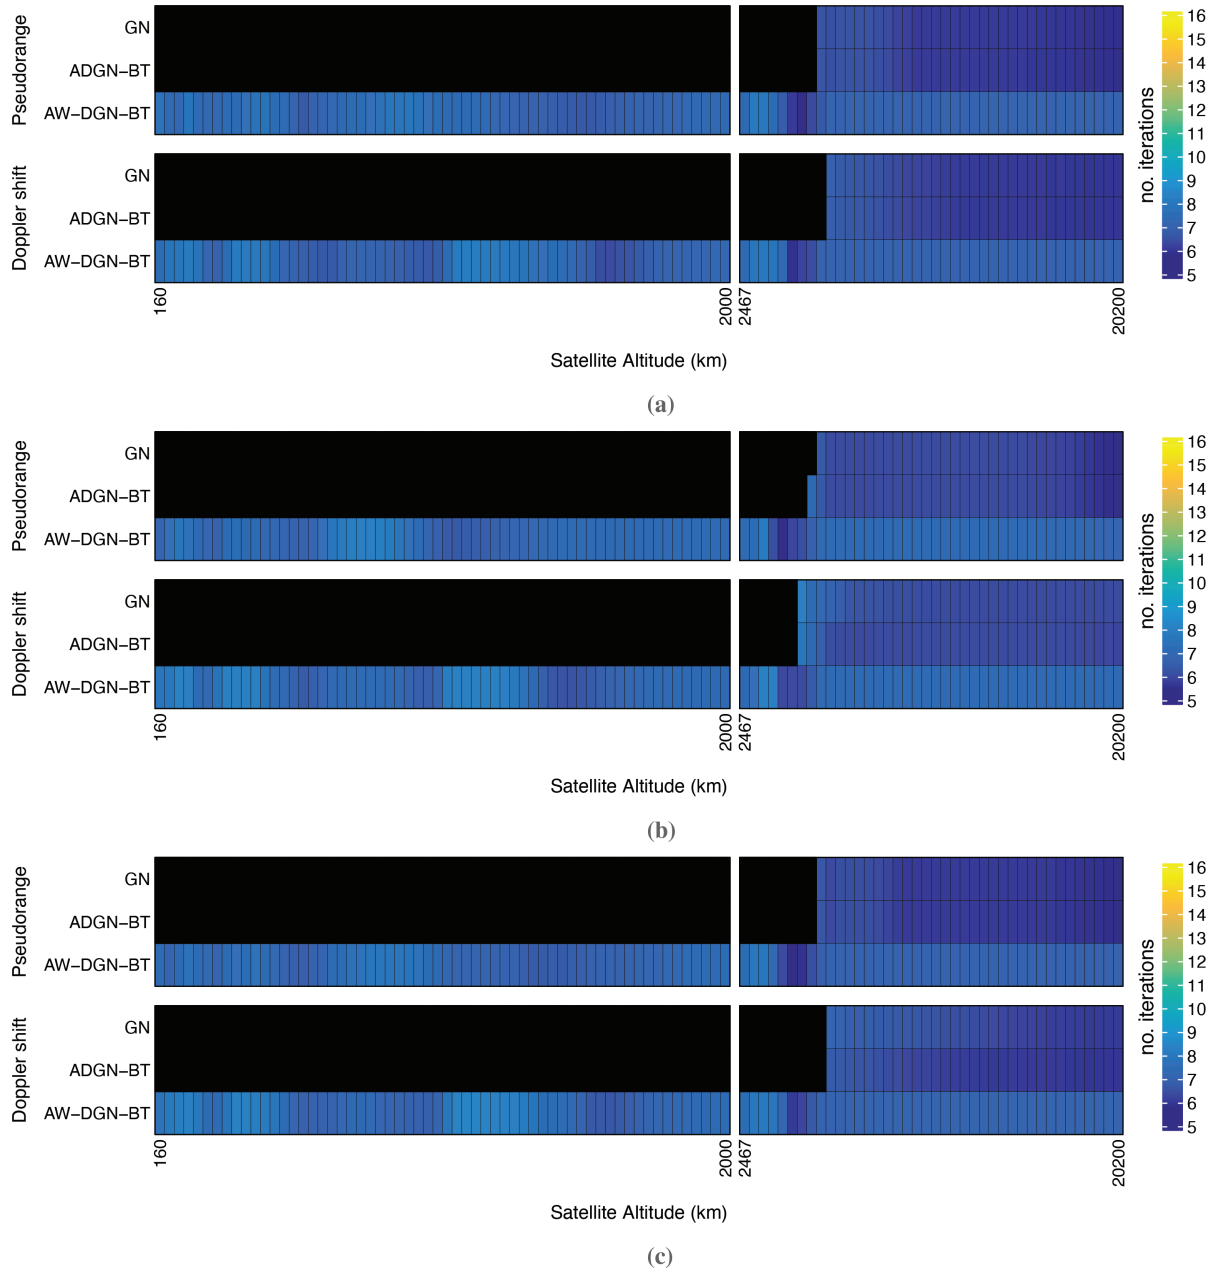 Pseudorange
GN
ADGN−BT
AW−DGN−BT
Doppler shift
GN
ADGN−BT
AW−DGN−BT
160
2000
2467
20200
Satellite Altitude (km)
no. iterations
16
15
14
13
12
11
10
9
8
7
6
5
(a)
Pseudorange
GN
ADGN−BT
AW−DGN−BT
Doppler shift
GN
ADGN−BT
AW−DGN−BT
160
2000
2467
20200
Satellite Altitude (km)
no. iterations
16
15
14
13
12
11
10
9
8
7
6
5
(b)
Pseudorange
GN
ADGN−BT
AW−DGN−BT
Doppler shift
GN
ADGN−BT
AW−DGN−BT
160
2000
2467
20200
Satellite Altitude (km)
no. iterations
16
15
14
13
12
11
10
9
8
7
6
5
(c)